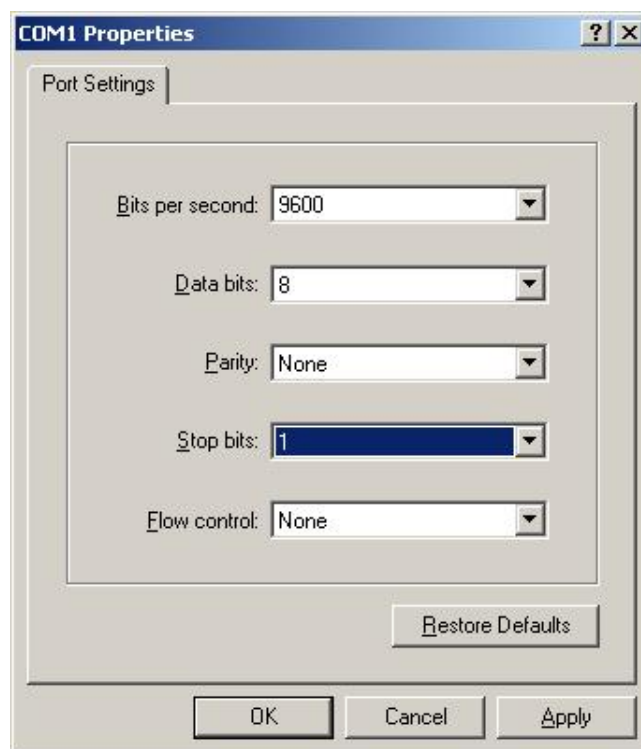 COM1 Properties
Port Settings
Bits per second: 9600
Data bits: 8
Parity: None
Stop bits: 1
Flow control: None
Restore Defaults
OK Cancel Apply